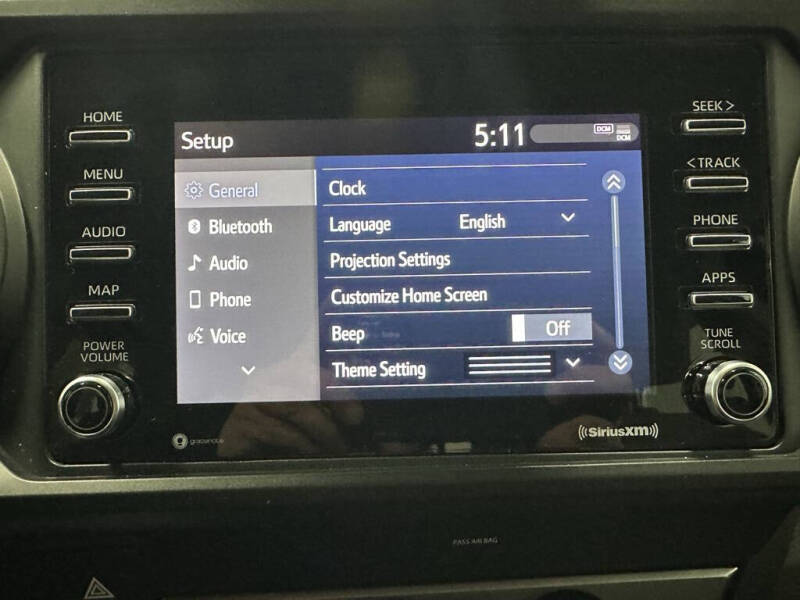 HOME
MENU
AUDIO
MAP
POWER
VOLUME
Setup
5:11
DCM
DCM
General
Bluetooth
Audio
Phone
Voice
Clock
Language English
Projection Settings
Customize Home Screen
Beep Off
Theme Setting
SEEK >
< TRACK
PHONE
APPS
TUNE
SCROLL
gracenote
((SiriusXM))
PASS AIR BAG